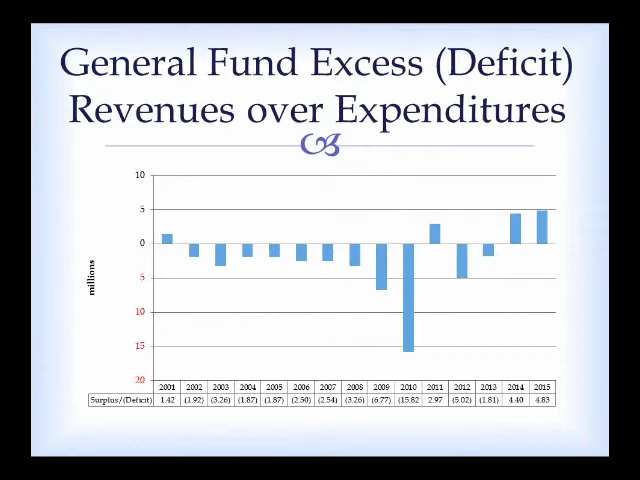 General Fund Excess (Deficit)
Revenues over Expenditures
10
5
0
5
10
15
20
millions
2001 2002 2003 2004 2005 2006 2007 2008 2009 2010 2011 2012 2013 2014 2015
Surplus/(Deficit) 1.42 (1.92) (3.26) (1.87) (1.87) (2.50) (2.54) (3.26) (6.77) (15.82 2.97 (5.02) (1.81) 4.40 4.83